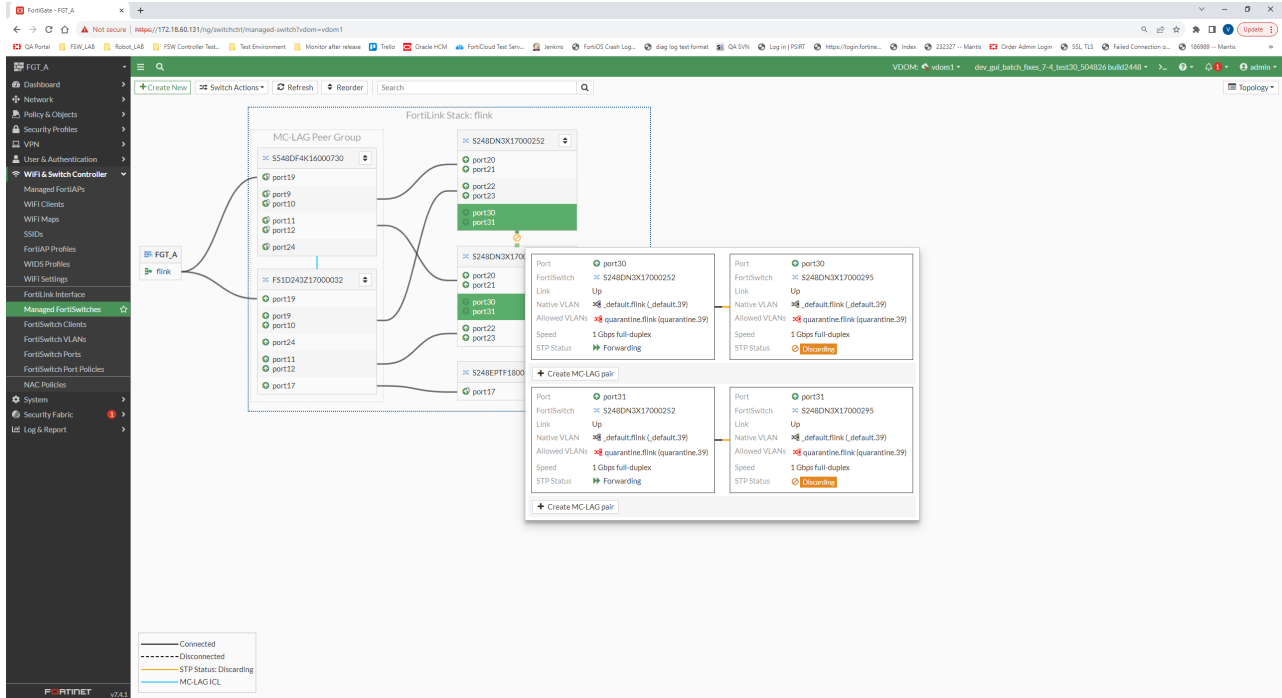 FortiGate - FGT_A
Not secure
https://172.18.60.131/ng/switchctrl/managed-switch?vdom=vdom1
Update
QA Portal
FSW_LAB
Robot_LAB
FSW Controller Test...
Test Environment
Monitor after release
Trello
Oracle HCM
FortiCloud Test Serv...
Jenkins
FortiOS Crash Log...
diag log test format
QA SVN
Log in | PSIRT
https://login.fortine...
Index
232327 -- Mantis
Order Admin Login
SSL, TLS
Failed Connection o...
186989 -- Mantis
FGT_A
VDOM: vdom1
dev_gui_batch_fixes_7-4_test30_504826 build2448
>_
1
admin
Dashboard
Network
Policy & Objects
Security Profiles
VPN
User & Authentication
WiFi & Switch Controller
Managed FortiAPs
WiFi Clients
WiFi Maps
SSIDs
FortiAP Profiles
WIDS Profiles
WiFi Settings
FortiLink Interface
Managed FortiSwitches
FortiSwitch Clients
FortiSwitch VLANs
FortiSwitch Ports
FortiSwitch Port Policies
NAC Policies
System
Security Fabric
1
Log & Report
FORTINET
v7.4.1
+Create New
Switch Actions
Refresh
Reorder
Search
Topology
FortiLink Stack: flink
MC-LAG Peer Group
FGT_A
flink
S548DF4K16000730
port19
port9
port10
port11
port12
port24
FS1D243Z17000032
port19
port9
port10
port24
port11
port12
port17
S248DN3X17000252
port20
port21
port22
port23
port30
port31
S248DN3X1700
port20
port21
port30
port31
port22
port23
S248EPTF1800
port17
Port port30
FortiSwitch S248DN3X17000252
Link Up
Native VLAN _default.flink (_default.39)
Allowed VLANs quarantine.flink (quarantine.39)
Speed 1 Gbps full-duplex
STP Status Forwarding
Port port30
FortiSwitch S248DN3X17000295
Link Up
Native VLAN _default.flink (_default.39)
Allowed VLANs quarantine.flink (quarantine.39)
Speed 1 Gbps full-duplex
STP Status Discarding
+ Create MC-LAG pair
Port port31
FortiSwitch S248DN3X17000252
Link Up
Native VLAN _default.flink (_default.39)
Allowed VLANs quarantine.flink (quarantine.39)
Speed 1 Gbps full-duplex
STP Status Forwarding
Port port31
FortiSwitch S248DN3X17000295
Link Up
Native VLAN _default.flink (_default.39)
Allowed VLANs quarantine.flink (quarantine.39)
Speed 1 Gbps full-duplex
STP Status Discarding
+ Create MC-LAG pair
Connected
Disconnected
STP Status: Discarding
MC-LAG ICL